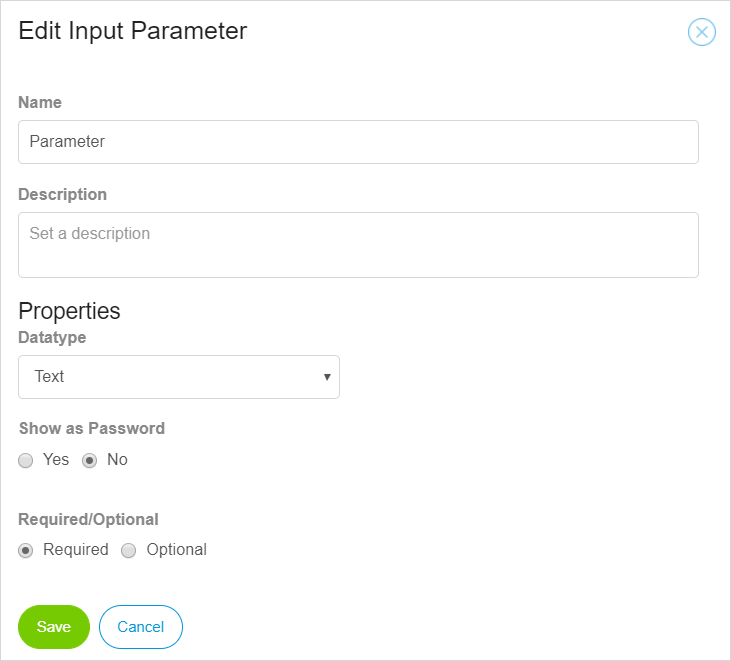 Edit Input Parameter
Name
Parameter
Description
Set a description
Properties
Datatype
Text
Show as Password
Yes No
Required/Optional
Required Optional
Save Cancel